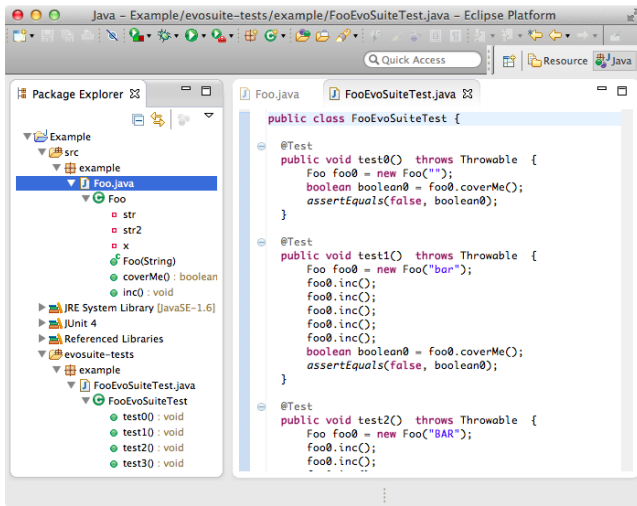 Java – Example/evosuite-tests/example/FooEvoSuiteTest.java – Eclipse Platform
Quick Access
Resource
Java
Package Explorer
Example
src
example
Foo.java
Foo
str
str2
x
Foo(String)
coverMe() : boolean
inc() : void
JRE System Library [JavaSE-1.6]
JUnit 4
Referenced Libraries
evosuite-tests
example
FooEvoSuiteTest.java
FooEvoSuiteTest
test0() : void
test1() : void
test2() : void
test3() : void
Foo.java
FooEvoSuiteTest.java
public class FooEvoSuiteTest {
@Test
public void test0() throws Throwable {
Foo foo0 = new Foo("");
boolean boolean0 = foo0.coverMe();
assertEquals(false, boolean0);
}
@Test
public void test1() throws Throwable {
Foo foo0 = new Foo("bar");
foo0.inc();
foo0.inc();
foo0.inc();
foo0.inc();
foo0.inc();
boolean boolean0 = foo0.coverMe();
assertEquals(false, boolean0);
}
@Test
public void test2() throws Throwable {
Foo foo0 = new Foo("BAR");
foo0.inc();
foo0.inc();